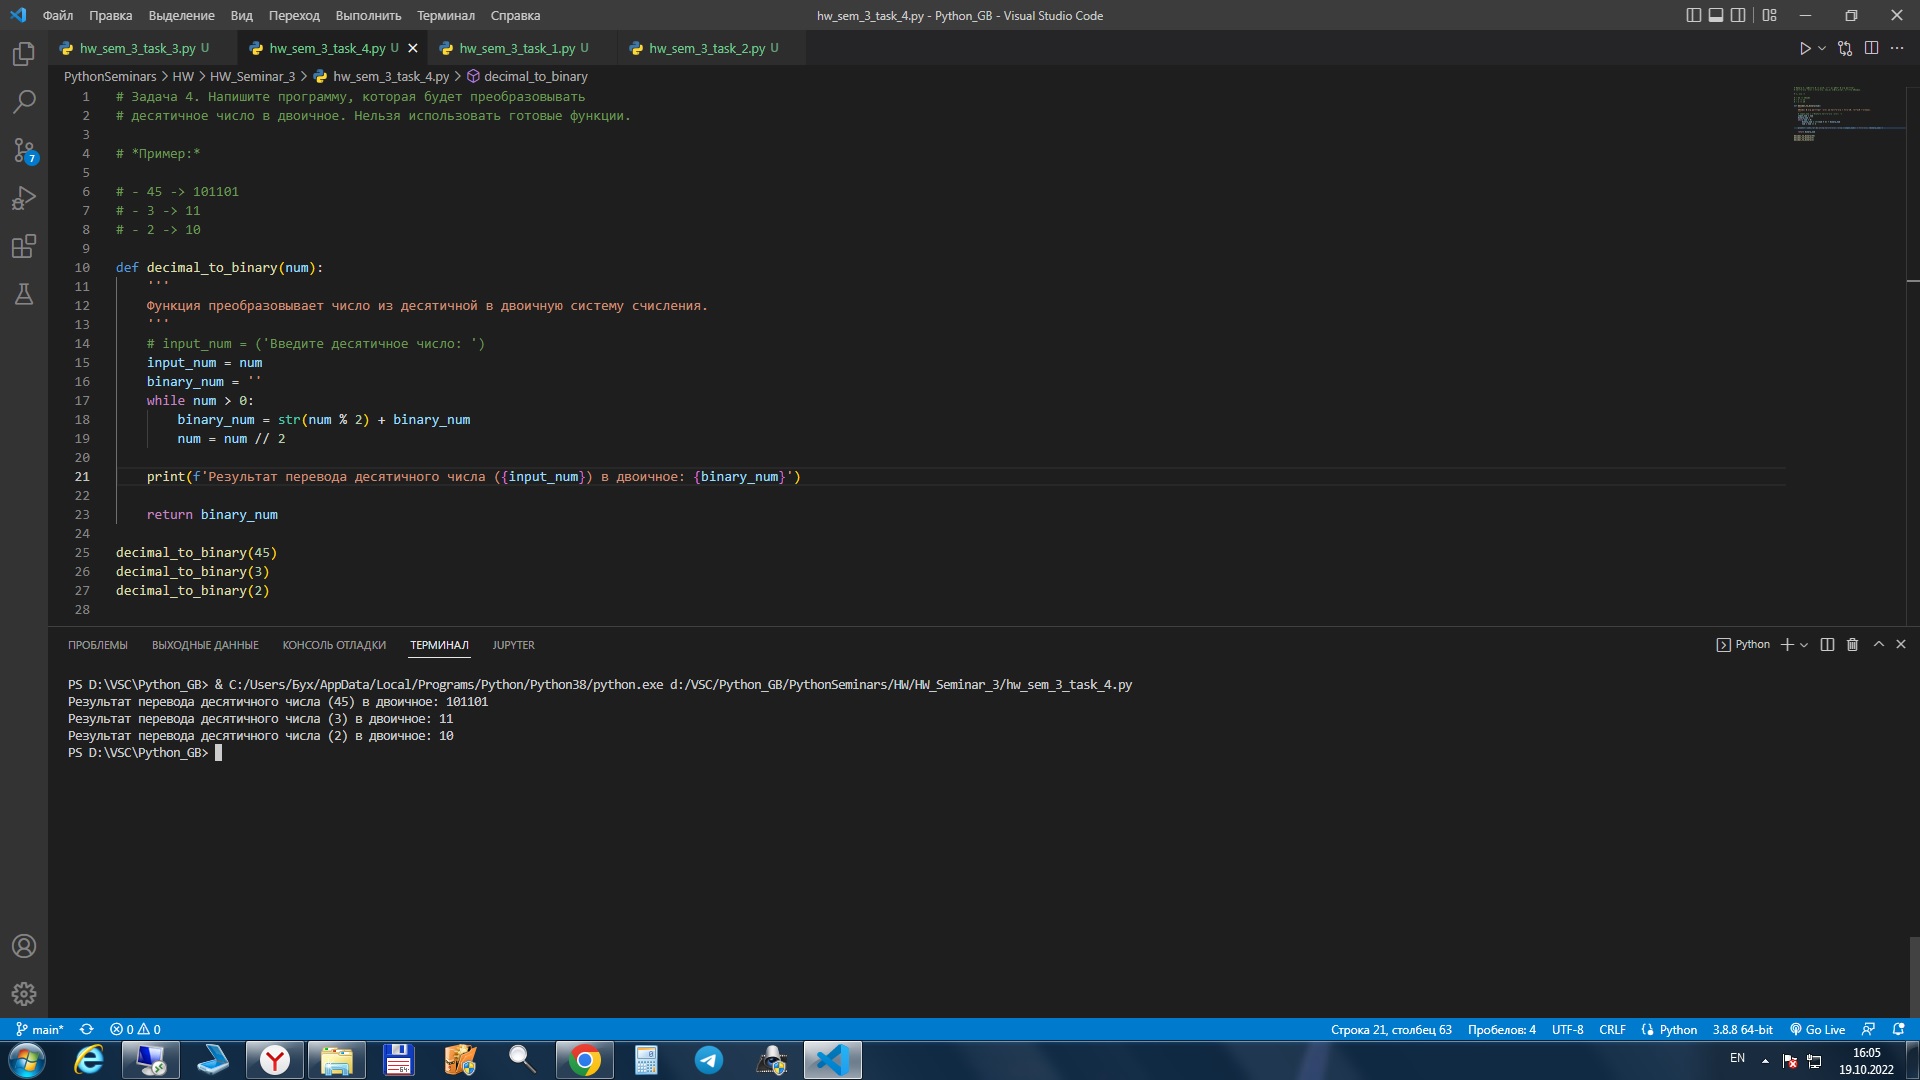 Файл Правка Выделение Вид Переход Выполнить Терминал Справка hw_sem_3_task_4.py - Python_GB - Visual Studio Code
hw_sem_3_task_3.py U hw_sem_3_task_4.py U hw_sem_3_task_1.py U hw_sem_3_task_2.py U
PythonSeminars > HW > HW_Seminar_3 > hw_sem_3_task_4.py > decimal_to_binary
1 # Задача 4. Напишите программу, которая будет преобразовывать
2 # десятичное число в двоичное. Нельзя использовать готовые функции.
3
4 # *Пример:*
5
6 # - 45 -> 101101
7 # - 3 -> 11
8 # - 2 -> 10
9
10 def decimal_to_binary(num):
11     '''
12     Функция преобразовывает число из десятичной в двоичную систему счисления.
13     '''
14     # input_num = ('Введите десятичное число: ')
15     input_num = num
16     binary_num = ''
17     while num > 0:
18         binary_num = str(num % 2) + binary_num
19         num = num // 2
20
21     print(f'Результат перевода десятичного числа ({input_num}) в двоичное: {binary_num}')
22
23     return binary_num
24
25 decimal_to_binary(45)
26 decimal_to_binary(3)
27 decimal_to_binary(2)
28
7
ПРОБЛЕМЫ ВЫХОДНЫЕ ДАННЫЕ КОНСОЛЬ ОТЛАДКИ ТЕРМИНАЛ JUPYTER Python
PS D:\VSC\Python_GB> & C:/Users/Бух/AppData/Local/Programs/Python/Python38/python.exe d:/VSC/Python_GB/PythonSeminars/HW/HW_Seminar_3/hw_sem_3_task_4.py
Результат перевода десятичного числа (45) в двоичное: 101101
Результат перевода десятичного числа (3) в двоичное: 11
Результат перевода десятичного числа (2) в двоичное: 10
PS D:\VSC\Python_GB>
main* 0 0 Строка 21, столбец 63 Пробелов: 4 UTF-8 CRLF Python 3.8.8 64-bit Go Live
EN 16:05
19.10.2022